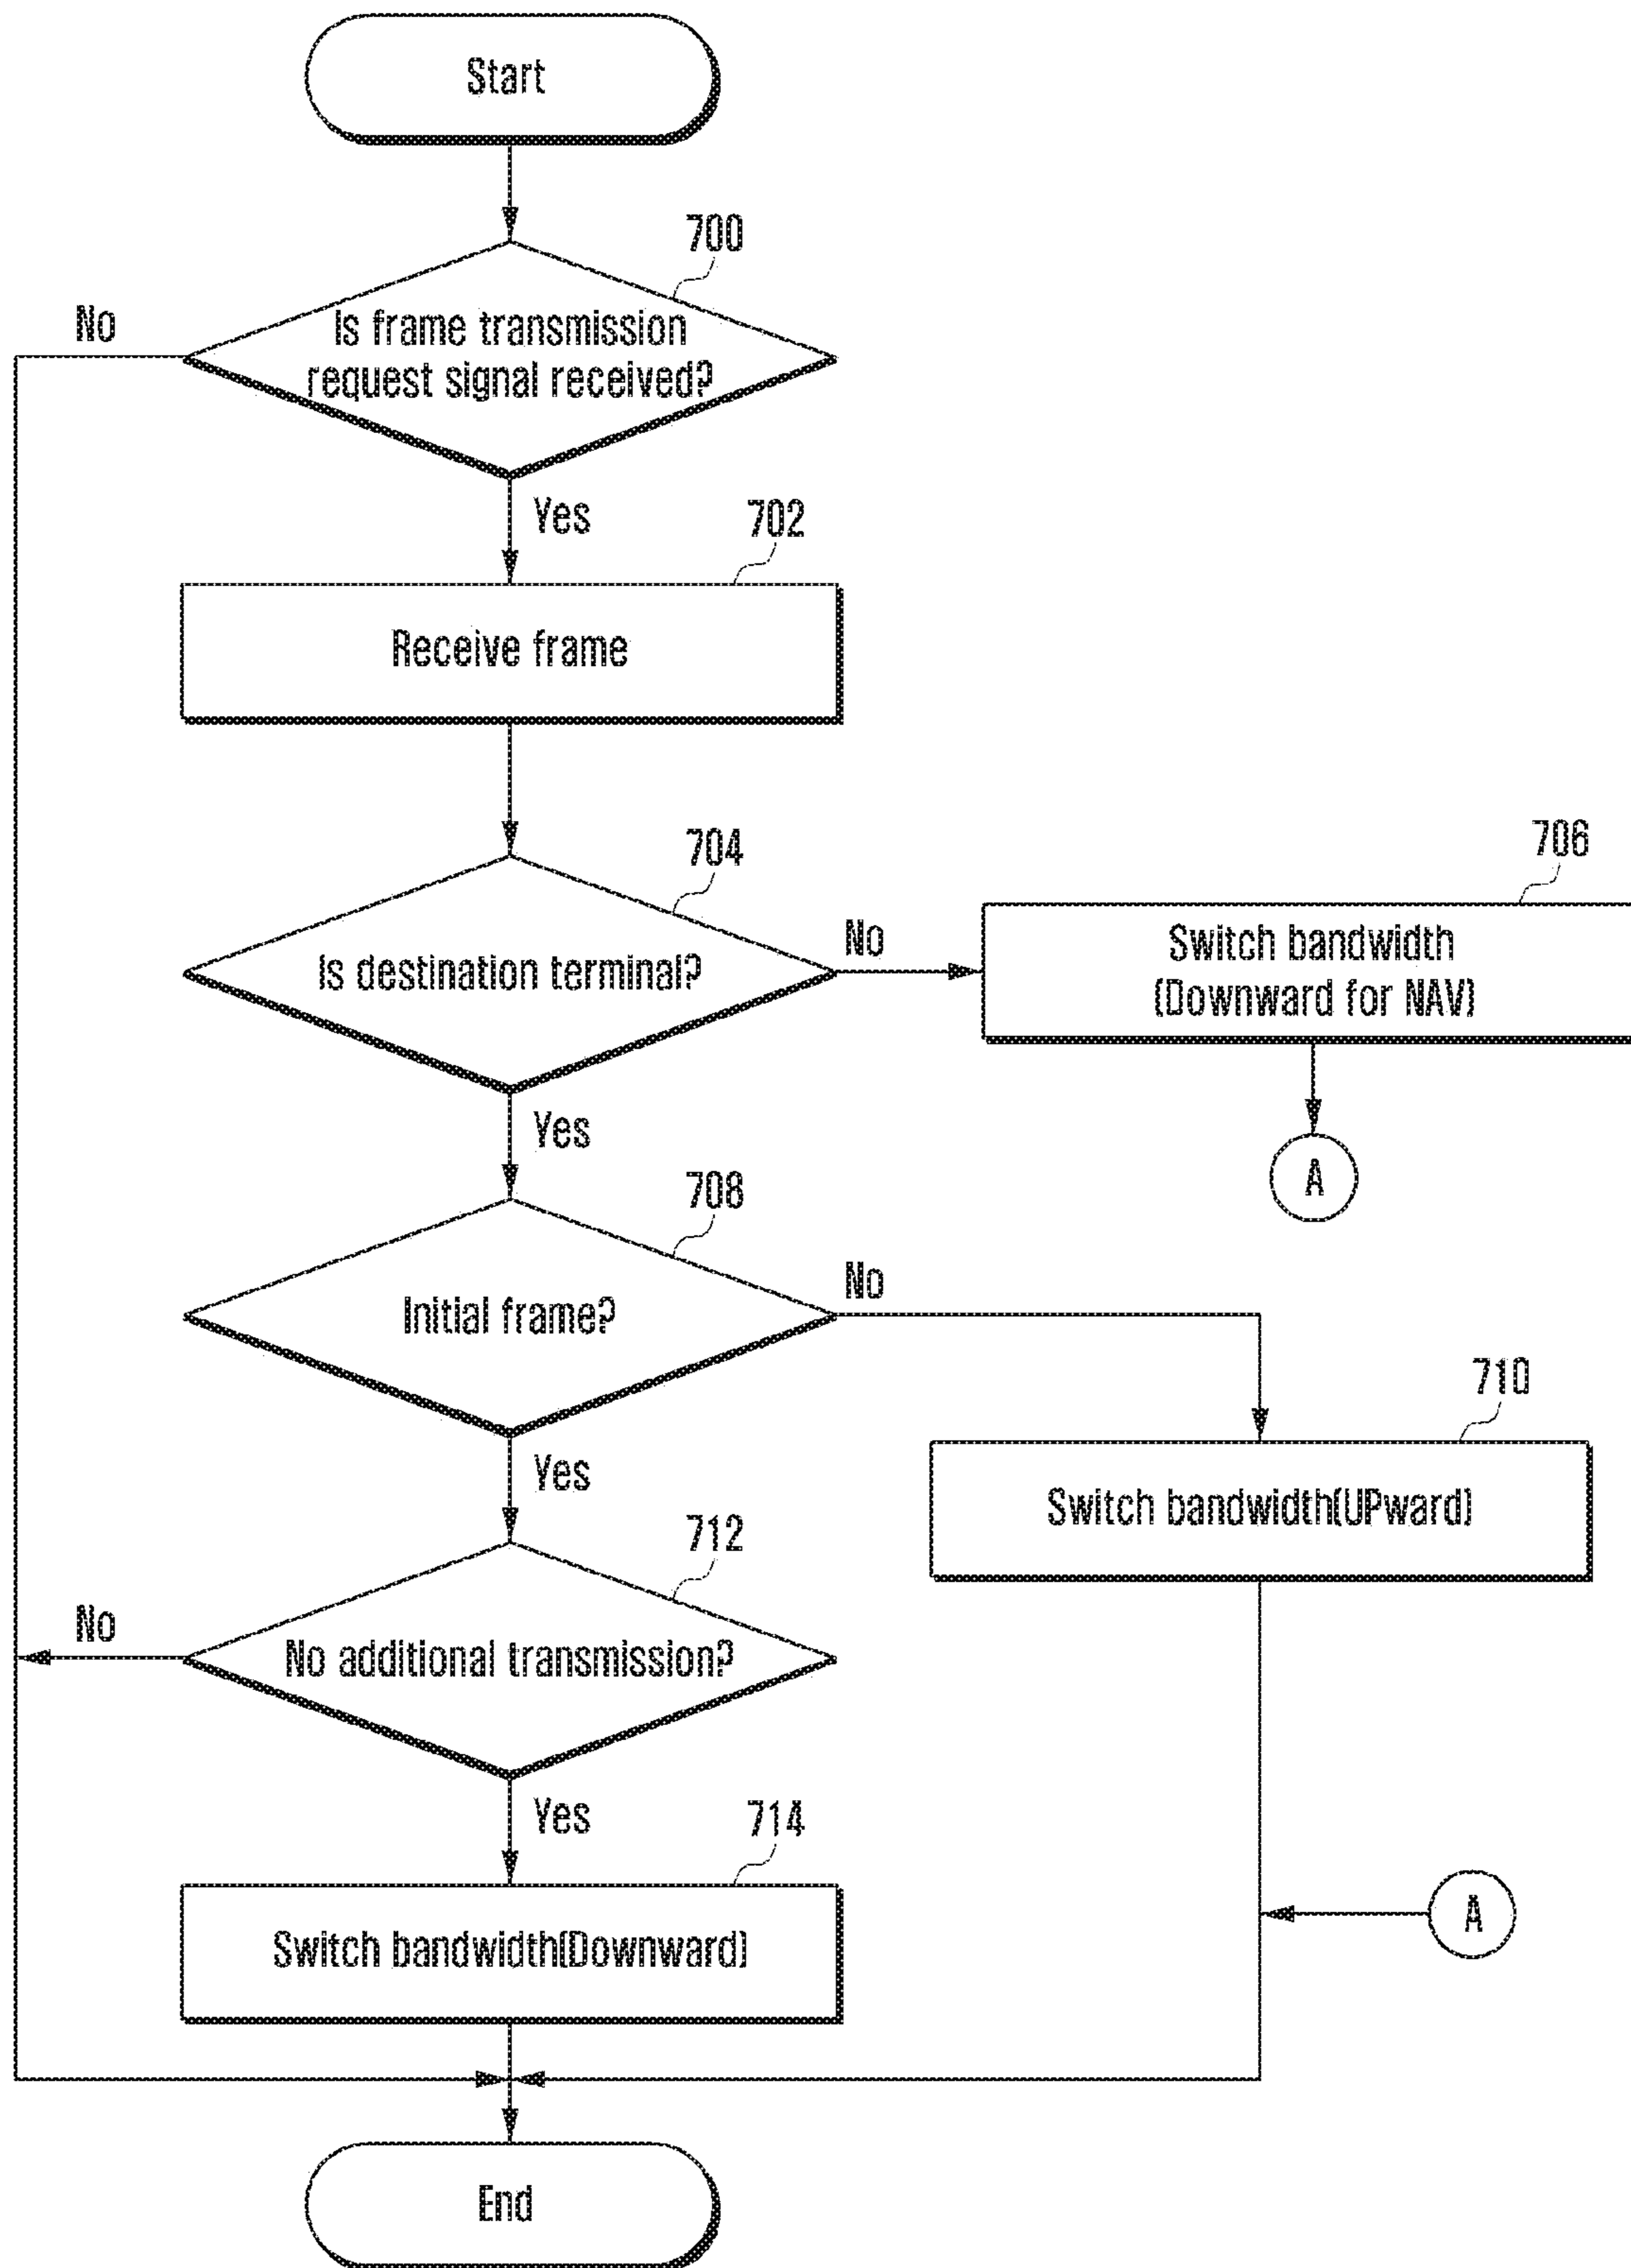 Start
700
No
Is frame transmission
request signal received?
Yes
702
Receive frame
704
706
No
Is destination terminal?
Switch bandwidth
(Downward for NAV)
Yes
A
708
No
Initial frame?
710
Yes
Switch bandwidth(UPward)
712
No
No additional transmission?
Yes
714
A
Switch bandwidth(Downward)
End